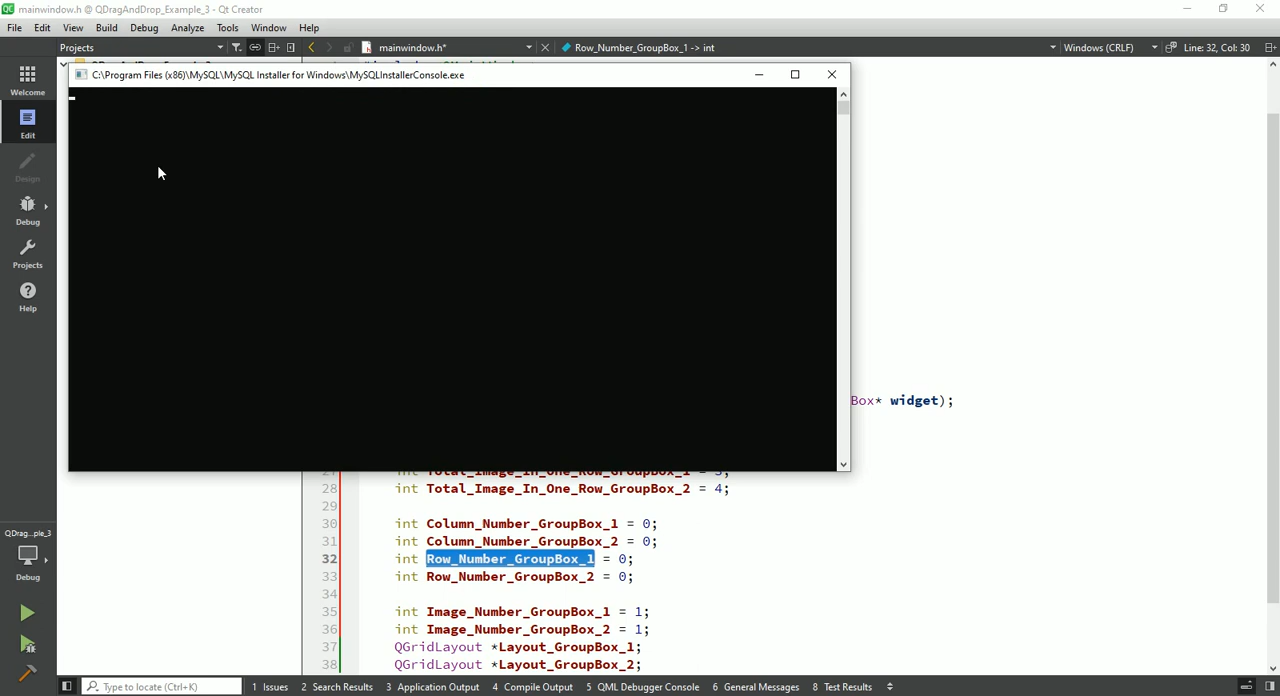 mainwindow.h @ QDragAndDrop_Example_3 - Qt Creator
File Edit View Build Debug Analyze Tools Window Help
Projects mainwindow.h* Row_Number_GroupBox_1 -> int Windows (CRLF) Line: 32, Col: 30
C:\Program Files (x86)\MySQL\MySQL Installer for Windows\MySQLInstallerConsole.exe
Welcome
Edit
Design
Debug
Projects
Help
Box* widget);
28 int Total_Image_In_One_Row_GroupBox_2 = 4;
29
30 int Column_Number_GroupBox_1 = 0;
31 int Column_Number_GroupBox_2 = 0;
32 int Row_Number_GroupBox_1 = 0;
33 int Row_Number_GroupBox_2 = 0;
34
35 int Image_Number_GroupBox_1 = 1;
36 int Image_Number_GroupBox_2 = 1;
37 QGridLayout *Layout_GroupBox_1;
38 QGridLayout *Layout_GroupBox_2;
QDrag...ple_3
Debug
Type to locate (Ctrl+K) 1 Issues 2 Search Results 3 Application Output 4 Compile Output 5 QML Debugger Console 6 General Messages 8 Test Results